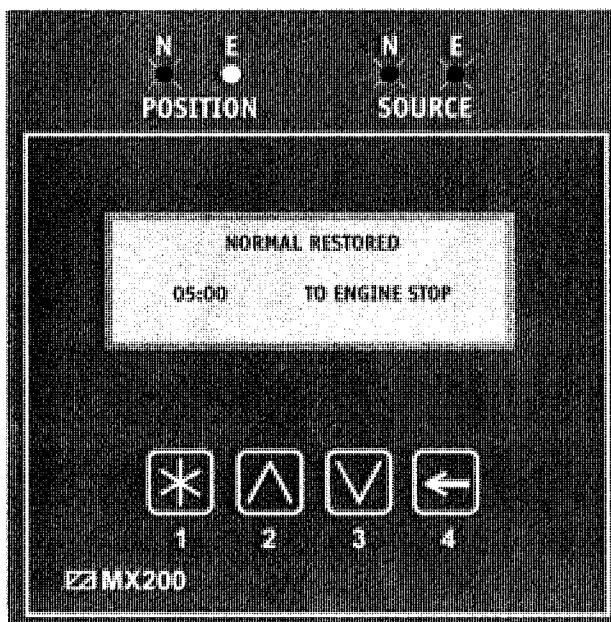 N E N E
POSITION SOURCE
NORMAL RESTORED
05:00 TO ENGINE STOP
1 2 3 4
MX200